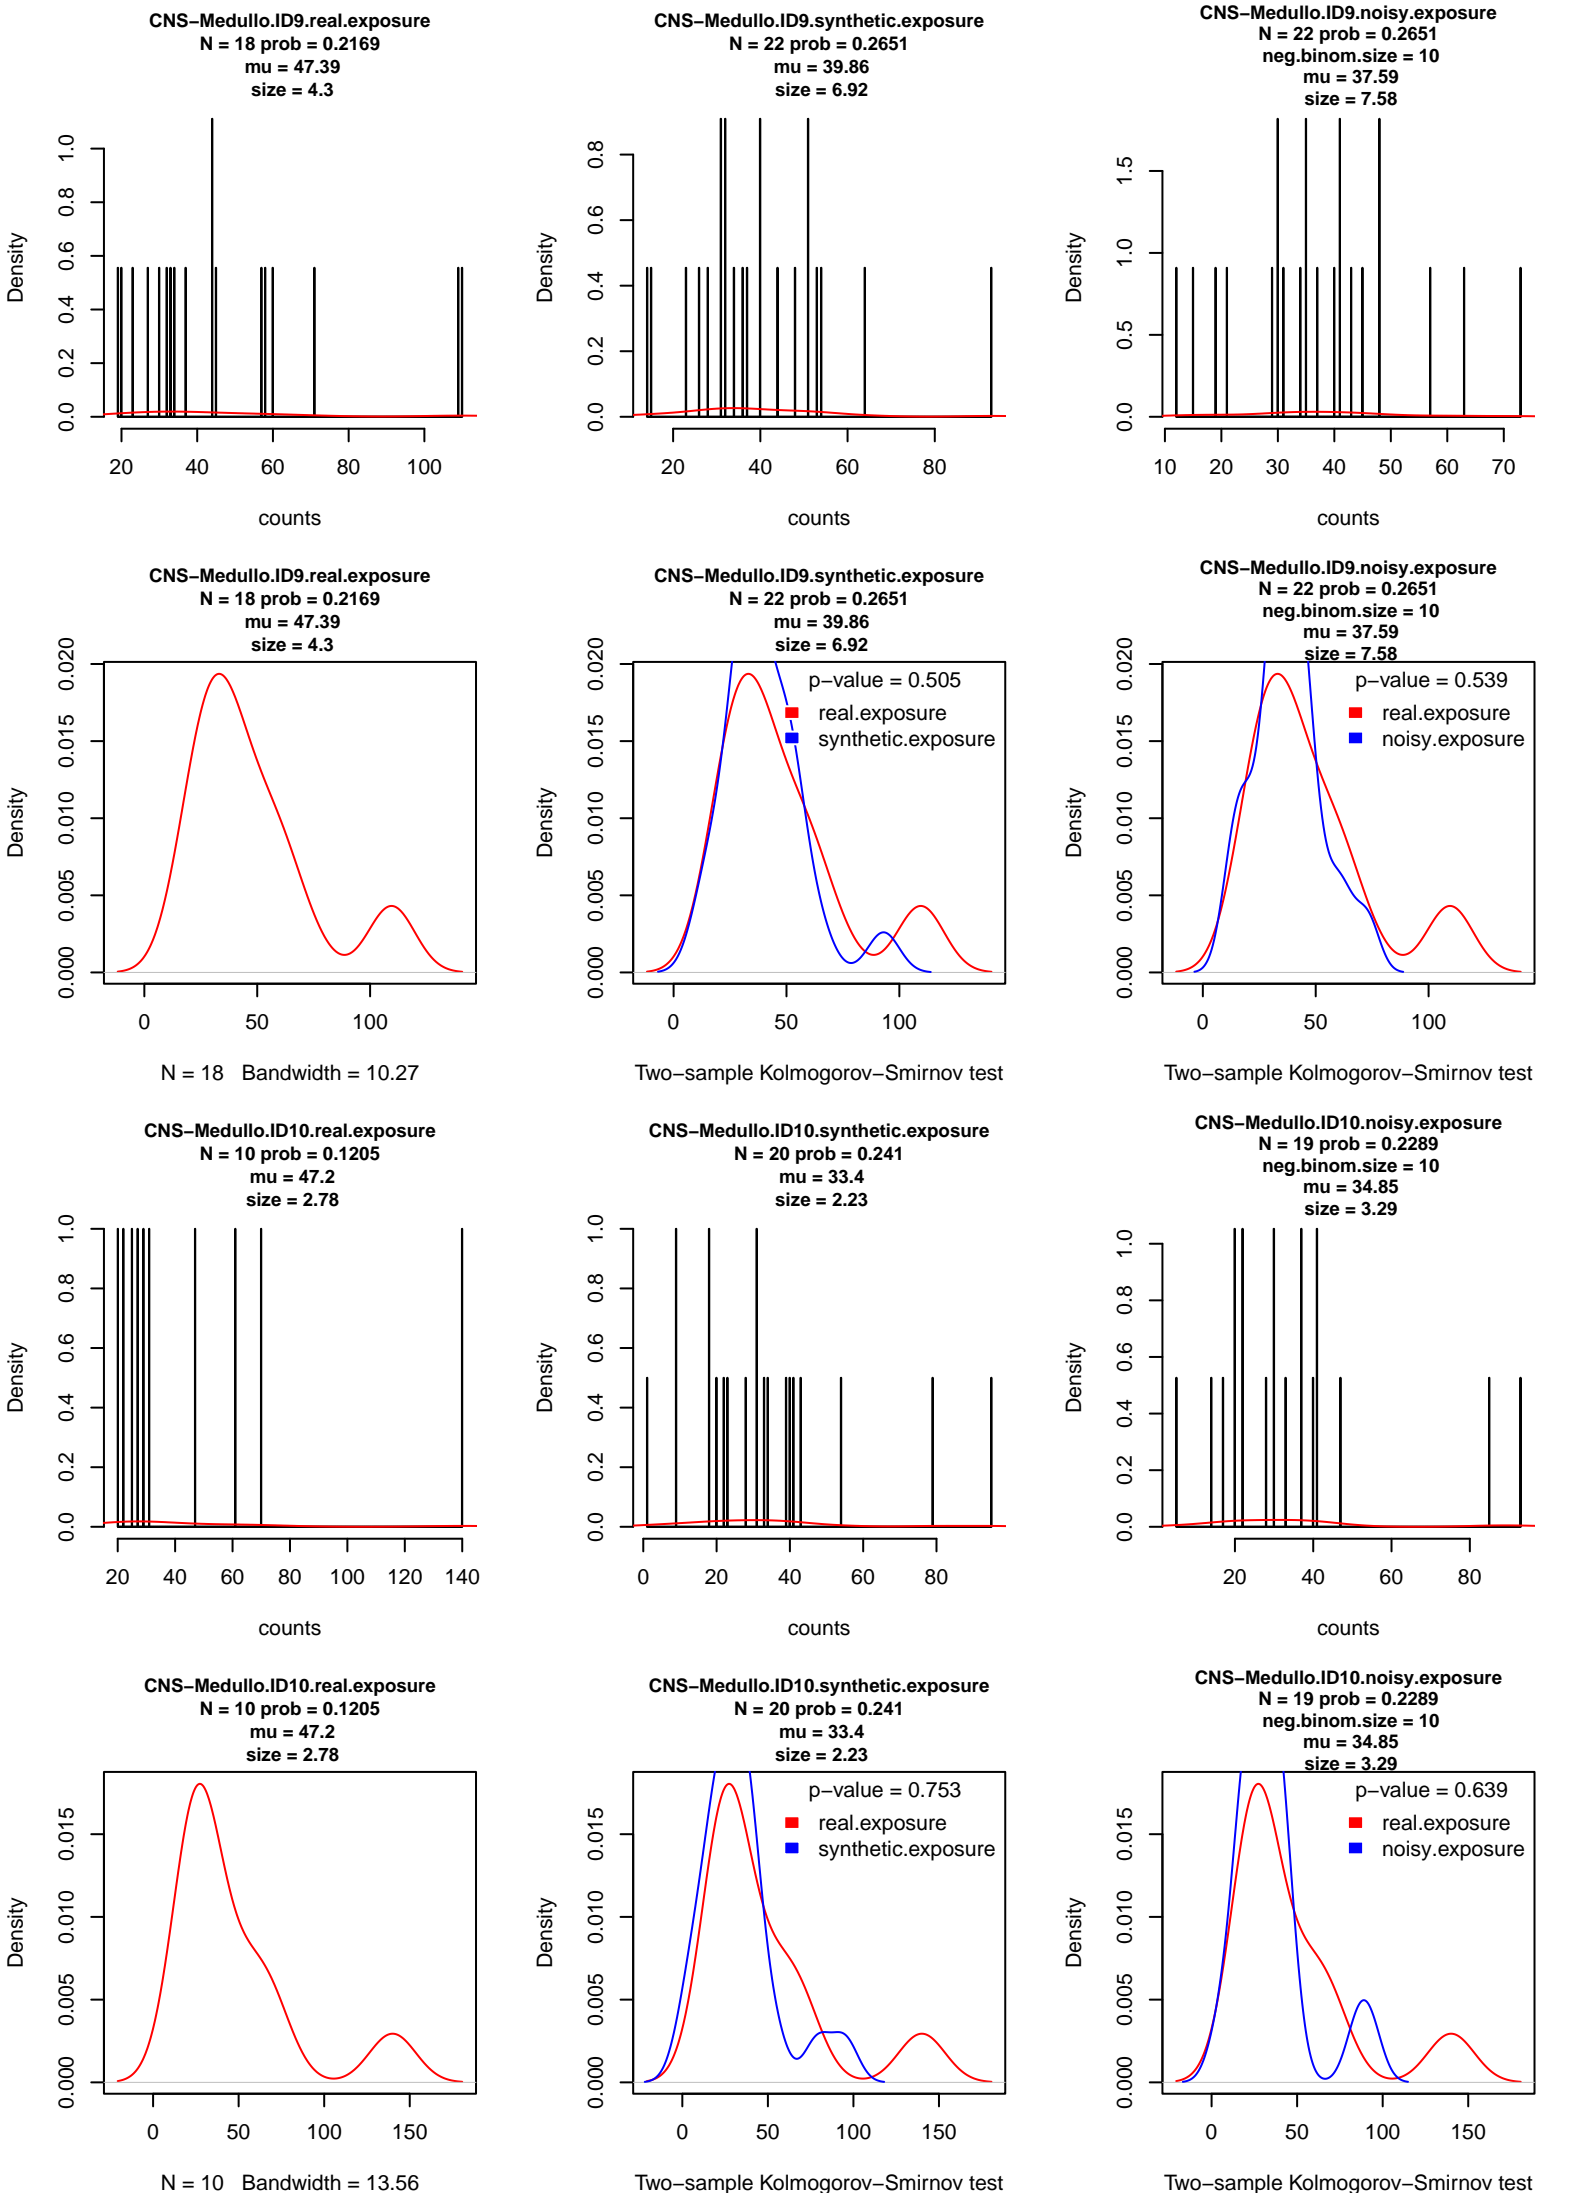 CNS−Medullo.ID9.real.exposure
N = 18 prob = 0.2169
mu = 47.39
size = 4.3
Density
0.0 0.2 0.4 0.6 0.8 1.0
20 40 60 80 100
counts
CNS−Medullo.ID9.synthetic.exposure
N = 22 prob = 0.2651
mu = 39.86
size = 6.92
Density
0.0 0.2 0.4 0.6 0.8
20 40 60 80
counts
CNS−Medullo.ID9.noisy.exposure
N = 22 prob = 0.2651
neg.binom.size = 10
mu = 37.59
size = 7.58
Density
0.0 0.5 1.0 1.5
10 20 30 40 50 60 70
counts
CNS−Medullo.ID9.real.exposure
N = 18 prob = 0.2169
mu = 47.39
size = 4.3
Density
0.000 0.005 0.010 0.015 0.020
0 50 100
N = 18 Bandwidth = 10.27
CNS−Medullo.ID9.synthetic.exposure
N = 22 prob = 0.2651
mu = 39.86
size = 6.92
p−value = 0.505
real.exposure
synthetic.exposure
Density
0.000 0.005 0.010 0.015 0.020
0 50 100
Two−sample Kolmogorov−Smirnov test
CNS−Medullo.ID9.noisy.exposure
N = 22 prob = 0.2651
neg.binom.size = 10
mu = 37.59
size = 7.58
p−value = 0.539
real.exposure
noisy.exposure
Density
0.000 0.005 0.010 0.015 0.020
0 50 100
Two−sample Kolmogorov−Smirnov test
CNS−Medullo.ID10.real.exposure
N = 10 prob = 0.1205
mu = 47.2
size = 2.78
Density
0.0 0.2 0.4 0.6 0.8 1.0
20 40 60 80 100 120 140
counts
CNS−Medullo.ID10.synthetic.exposure
N = 20 prob = 0.241
mu = 33.4
size = 2.23
Density
0.0 0.2 0.4 0.6 0.8 1.0
0 20 40 60 80
counts
CNS−Medullo.ID10.noisy.exposure
N = 19 prob = 0.2289
neg.binom.size = 10
mu = 34.85
size = 3.29
Density
0.0 0.2 0.4 0.6 0.8 1.0
20 40 60 80
counts
CNS−Medullo.ID10.real.exposure
N = 10 prob = 0.1205
mu = 47.2
size = 2.78
Density
0.000 0.005 0.010 0.015
0 50 100 150
N = 10 Bandwidth = 13.56
CNS−Medullo.ID10.synthetic.exposure
N = 20 prob = 0.241
mu = 33.4
size = 2.23
p−value = 0.753
real.exposure
synthetic.exposure
Density
0.000 0.005 0.010 0.015
0 50 100 150
Two−sample Kolmogorov−Smirnov test
CNS−Medullo.ID10.noisy.exposure
N = 19 prob = 0.2289
neg.binom.size = 10
mu = 34.85
size = 3.29
p−value = 0.639
real.exposure
noisy.exposure
Density
0.000 0.005 0.010 0.015
0 50 100 150
Two−sample Kolmogorov−Smirnov test